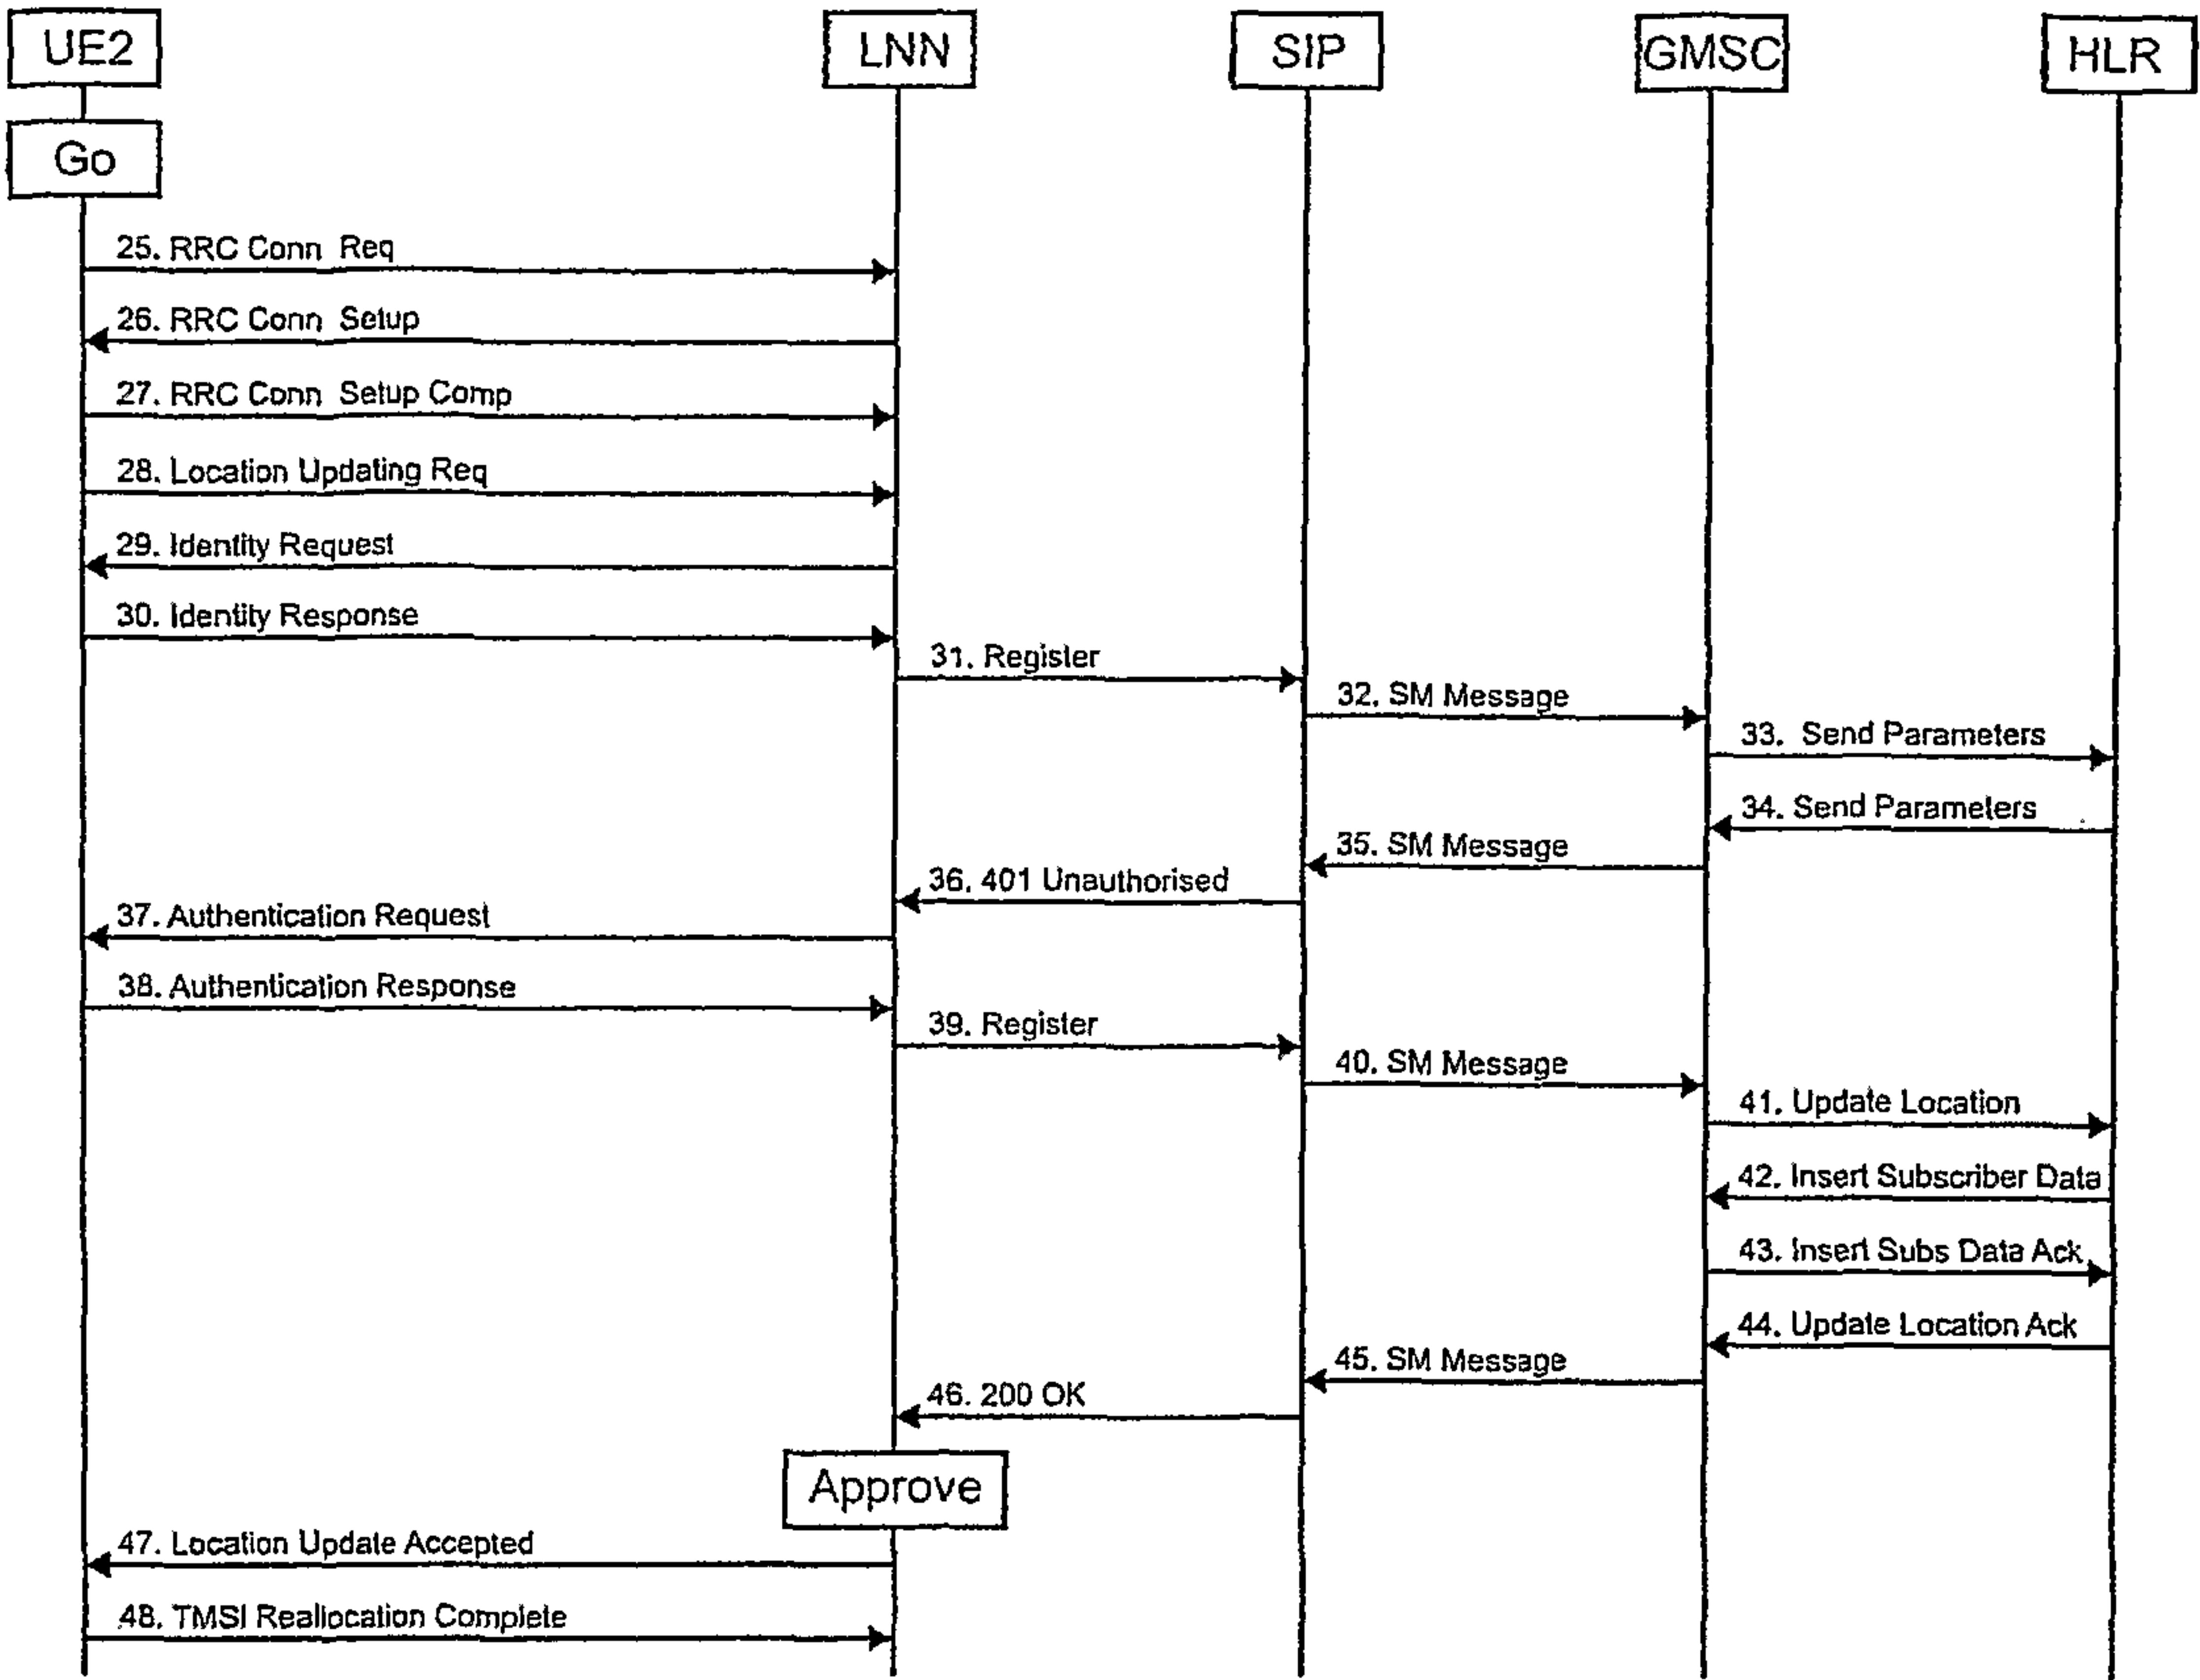 UE2
LNN
SIP
GMSC
HLR
Go
25. RRC Conn Req
26. RRC Conn Setup
27. RRC Conn Setup Comp
28. Location Updating Req
29. Identity Request
30. Identity Response
31. Register
32. SM Message
33. Send Parameters
34. Send Parameters
35. SM Message
36. 401 Unauthorised
37. Authentication Request
38. Authentication Response
39. Register
40. SM Message
41. Update Location
42. Insert Subscriber Data
43. Insert Subs Data Ack
44. Update Location Ack
45. SM Message
46. 200 OK
Approve
47. Location Update Accepted
48. TMSI Reallocation Complete